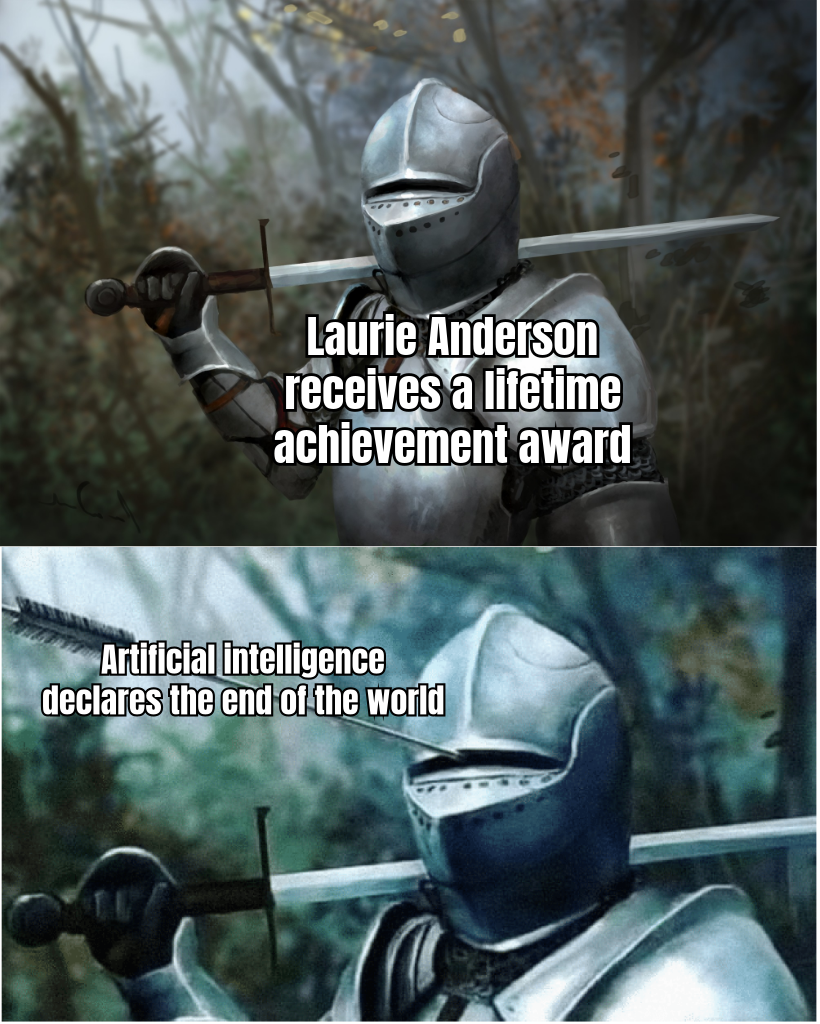 Laurie Anderson
receives a lifetime
achievement award
Artificial intelligence
declares the end of the world